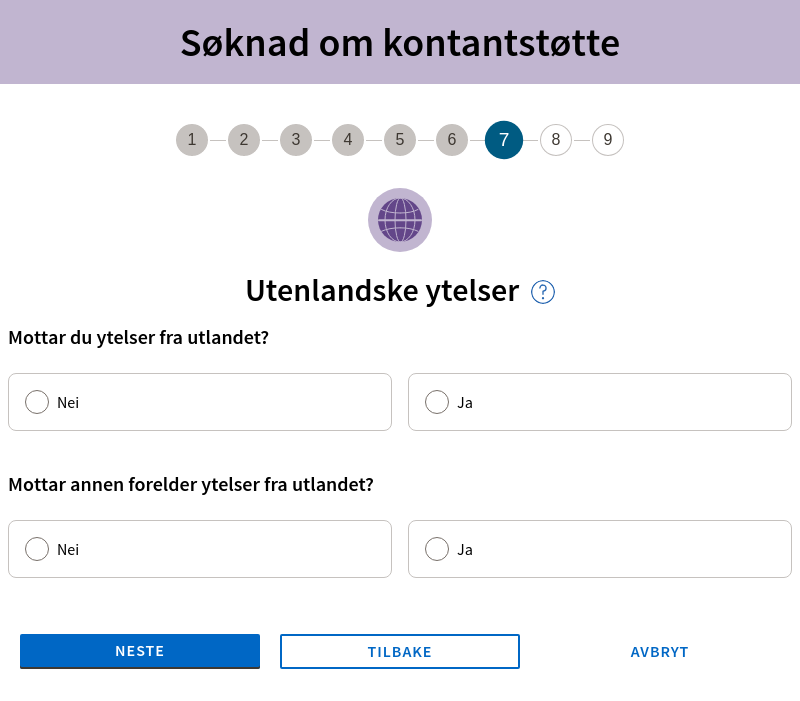 Søknad om kontantstøtte
1 2 3 4 5 6 7 8 9
Utenlandske ytelser ?
Mottar du ytelser fra utlandet?
Nei Ja
Mottar annen forelder ytelser fra utlandet?
Nei Ja
NESTE TILBAKE AVBRYT